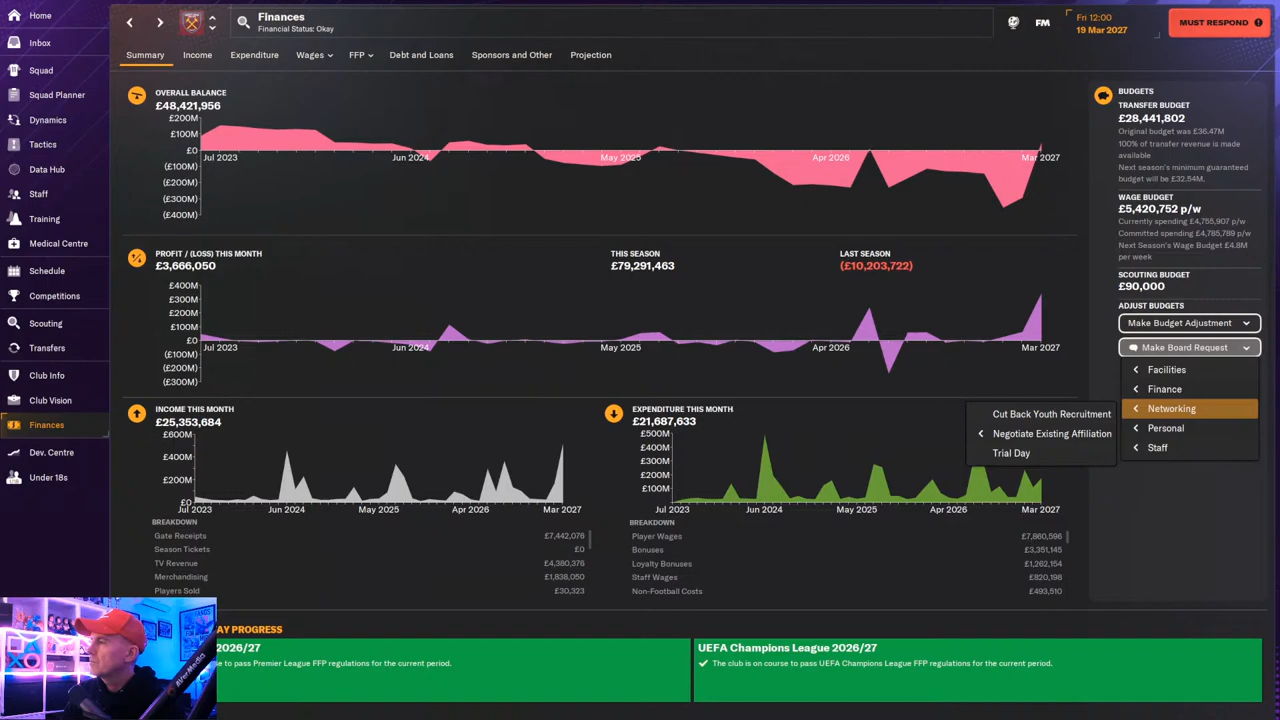 Home
Inbox
Squad
Squad Planner
Dynamics
Tactics
Data Hub
Staff
Training
Medical Centre
Schedule
Competitions
Scouting
Transfers
Club Info
Club Vision
Finances
Dev. Centre
Under 18s
Finances
Financial Status: Okay
FM
Fri 12:00
19 Mar 2027
MUST RESPOND
Summary
Income
Expenditure
Wages
FFP
Debt and Loans
Sponsors and Other
Projection
OVERALL BALANCE
£48,421,956
£200M
£100M
£0
(£100M)
(£200M)
(£300M)
(£400M)
Jul 2023
Jun 2024
May 2025
Apr 2026
Mar 2027
PROFIT / (LOSS) THIS MONTH
£3,666,050
THIS SEASON
£79,291,463
LAST SEASON
(£10,203,722)
£400M
£300M
£200M
£100M
£0
(£100M)
(£200M)
(£300M)
Jul 2023
Jun 2024
May 2025
Apr 2026
Mar 2027
INCOME THIS MONTH
£25,353,684
£600M
£400M
£200M
£0
Jul 2023
Jun 2024
May 2025
Apr 2026
Mar 2027
BREAKDOWN
Gate Receipts £7,442,076
Season Tickets £0
TV Revenue £4,380,376
Merchandising £1,838,050
Players Sold £30,323
EXPENDITURE THIS MONTH
£21,687,633
£500M
£400M
£300M
£200M
£100M
Jul 2023
Jun 2024
May 2025
Apr 2026
Mar 2027
BREAKDOWN
Player Wages £7,860,596
Bonuses £3,351,145
Loyalty Bonuses £1,262,154
Staff Wages £820,198
Non-Football Costs £493,510
BUDGETS
TRANSFER BUDGET
£28,441,802
Original budget was £36.47M
100% of transfer revenue is made
available
Next season's minimum guaranteed
budget will be £32.54M.
WAGE BUDGET
£5,420,752 p/w
Currently spending £4,755,907 p/w
Committed spending £4,785,789 p/w
Next Season's Wage Budget £4.8M
per week
SCOUTING BUDGET
£90,000
ADJUST BUDGETS
Make Budget Adjustment
Make Board Request
Facilities
Finance
Networking
Personal
Staff
Cut Back Youth Recruitment
Negotiate Existing Affiliation
Trial Day
AY PROGRESS
2026/27
se to pass Premier League FFP regulations for the current period.
UEFA Champions League 2026/27
The club is on course to pass UEFA Champions League FFP regulations for the current period.
AVerMedia